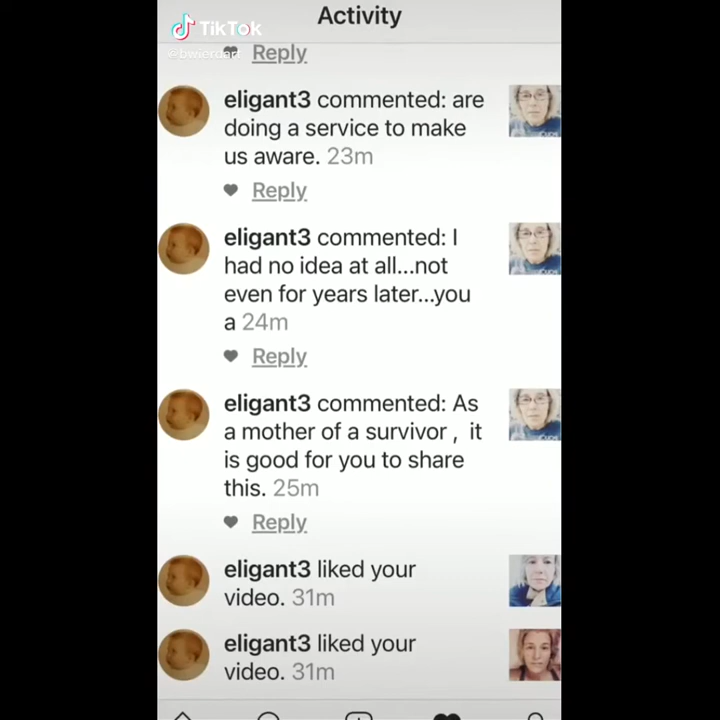 Activity
TikTok
@bwierdart
Reply
eligant3 commented: are
doing a service to make
us aware. 23m
Reply
eligant3 commented: I
had no idea at all...not
even for years later...you
a 24m
Reply
eligant3 commented: As
a mother of a survivor , it
is good for you to share
this. 25m
Reply
eligant3 liked your
video. 31m
eligant3 liked your
video. 31m